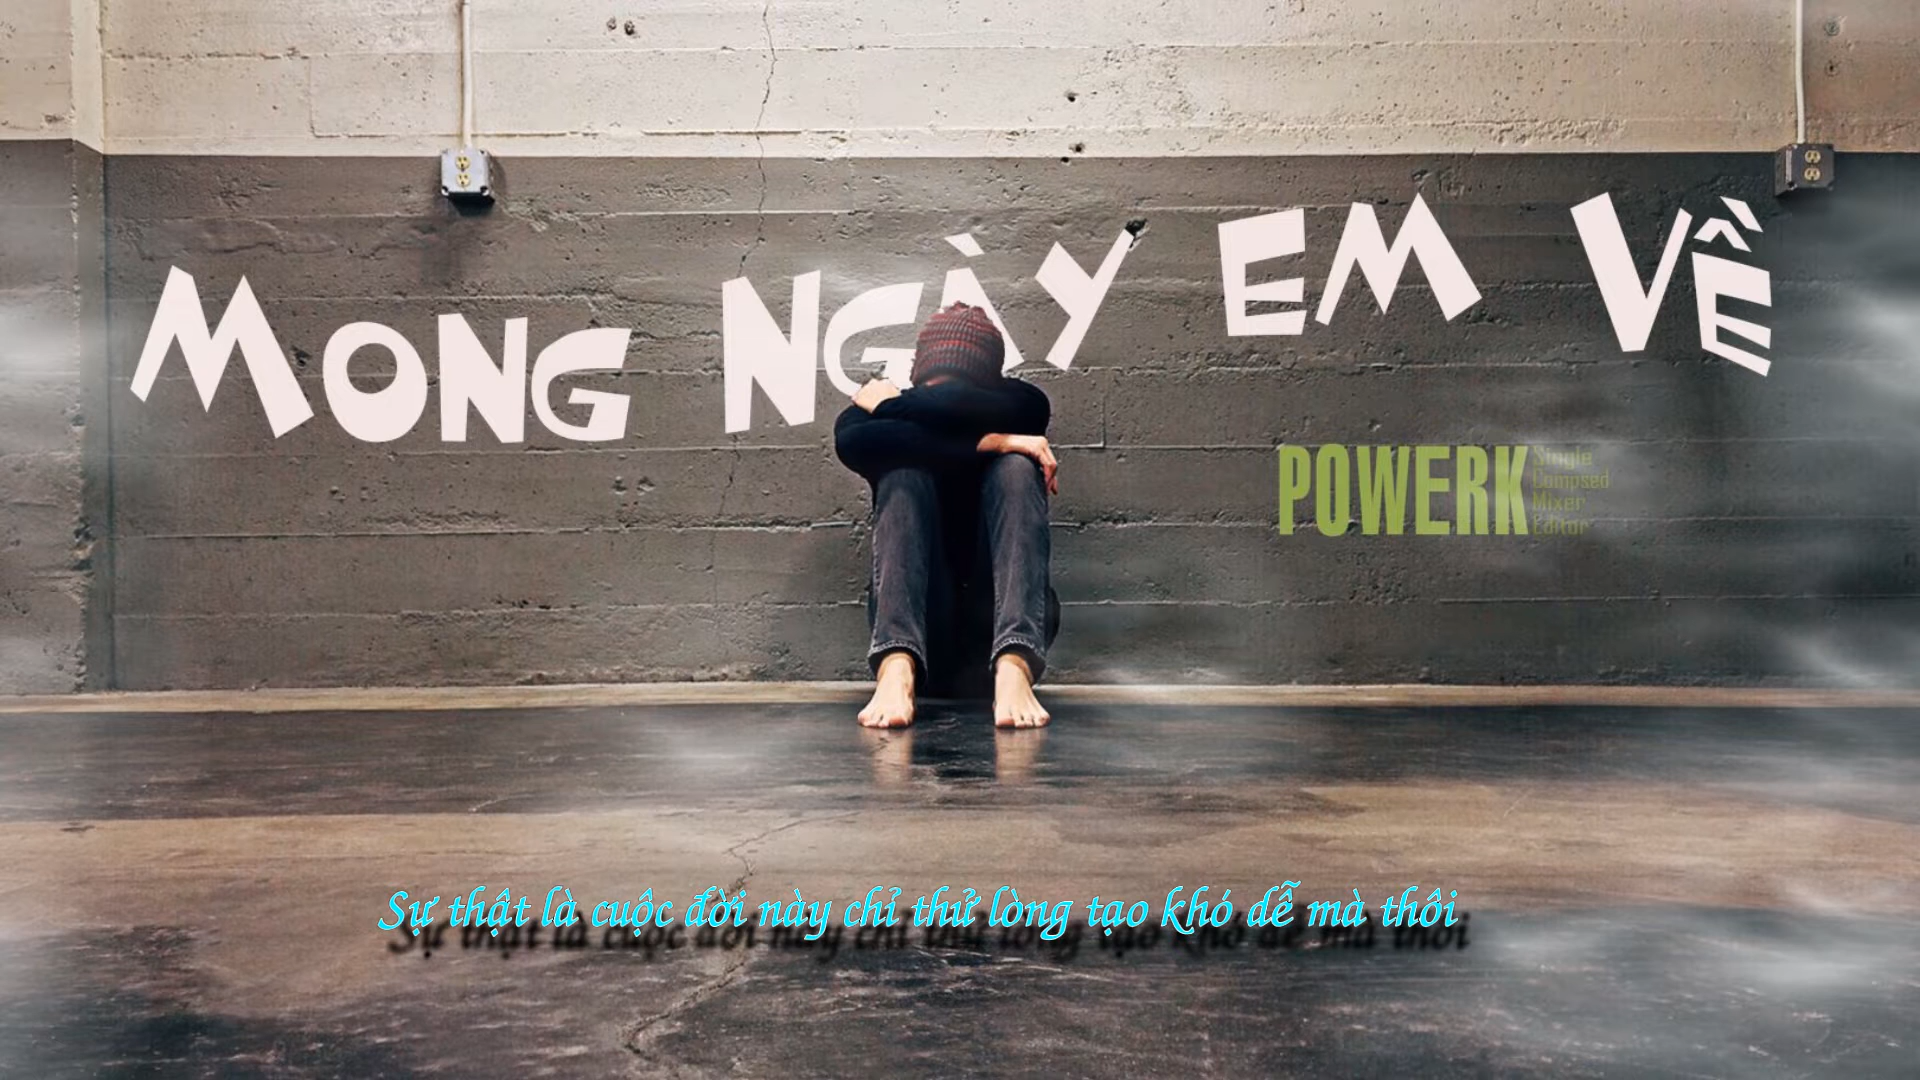 MONG NGÀY EM VỀ
POWERK
Single
Compsed
Mixer
Editor
Sự thật là cuộc đời này chỉ thử lòng tạo khó dễ mà thôi